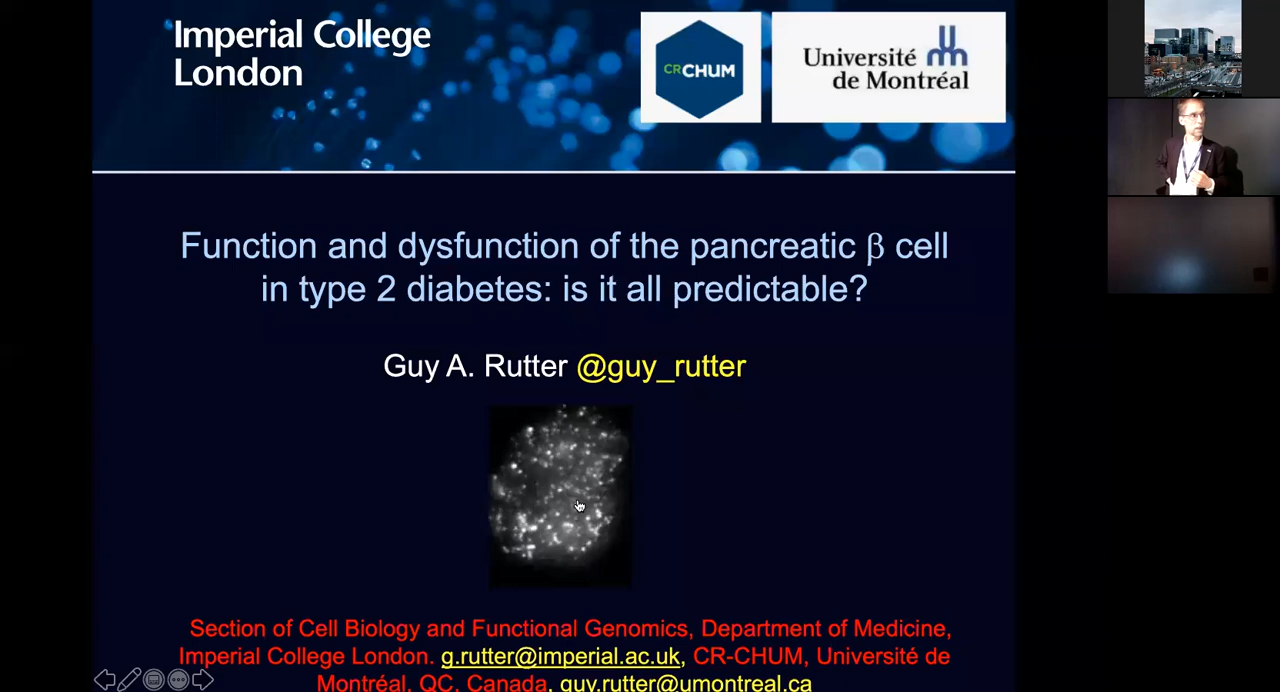 Imperial College
London
CRCHUM
Université
de Montréal
Function and dysfunction of the pancreatic β cell
in type 2 diabetes: is it all predictable?
Guy A. Rutter @guy_rutter
Section of Cell Biology and Functional Genomics, Department of Medicine,
Imperial College London. g.rutter@imperial.ac.uk, CR-CHUM, Université de
Montréal, QC, Canada, guy.rutter@umontreal.ca